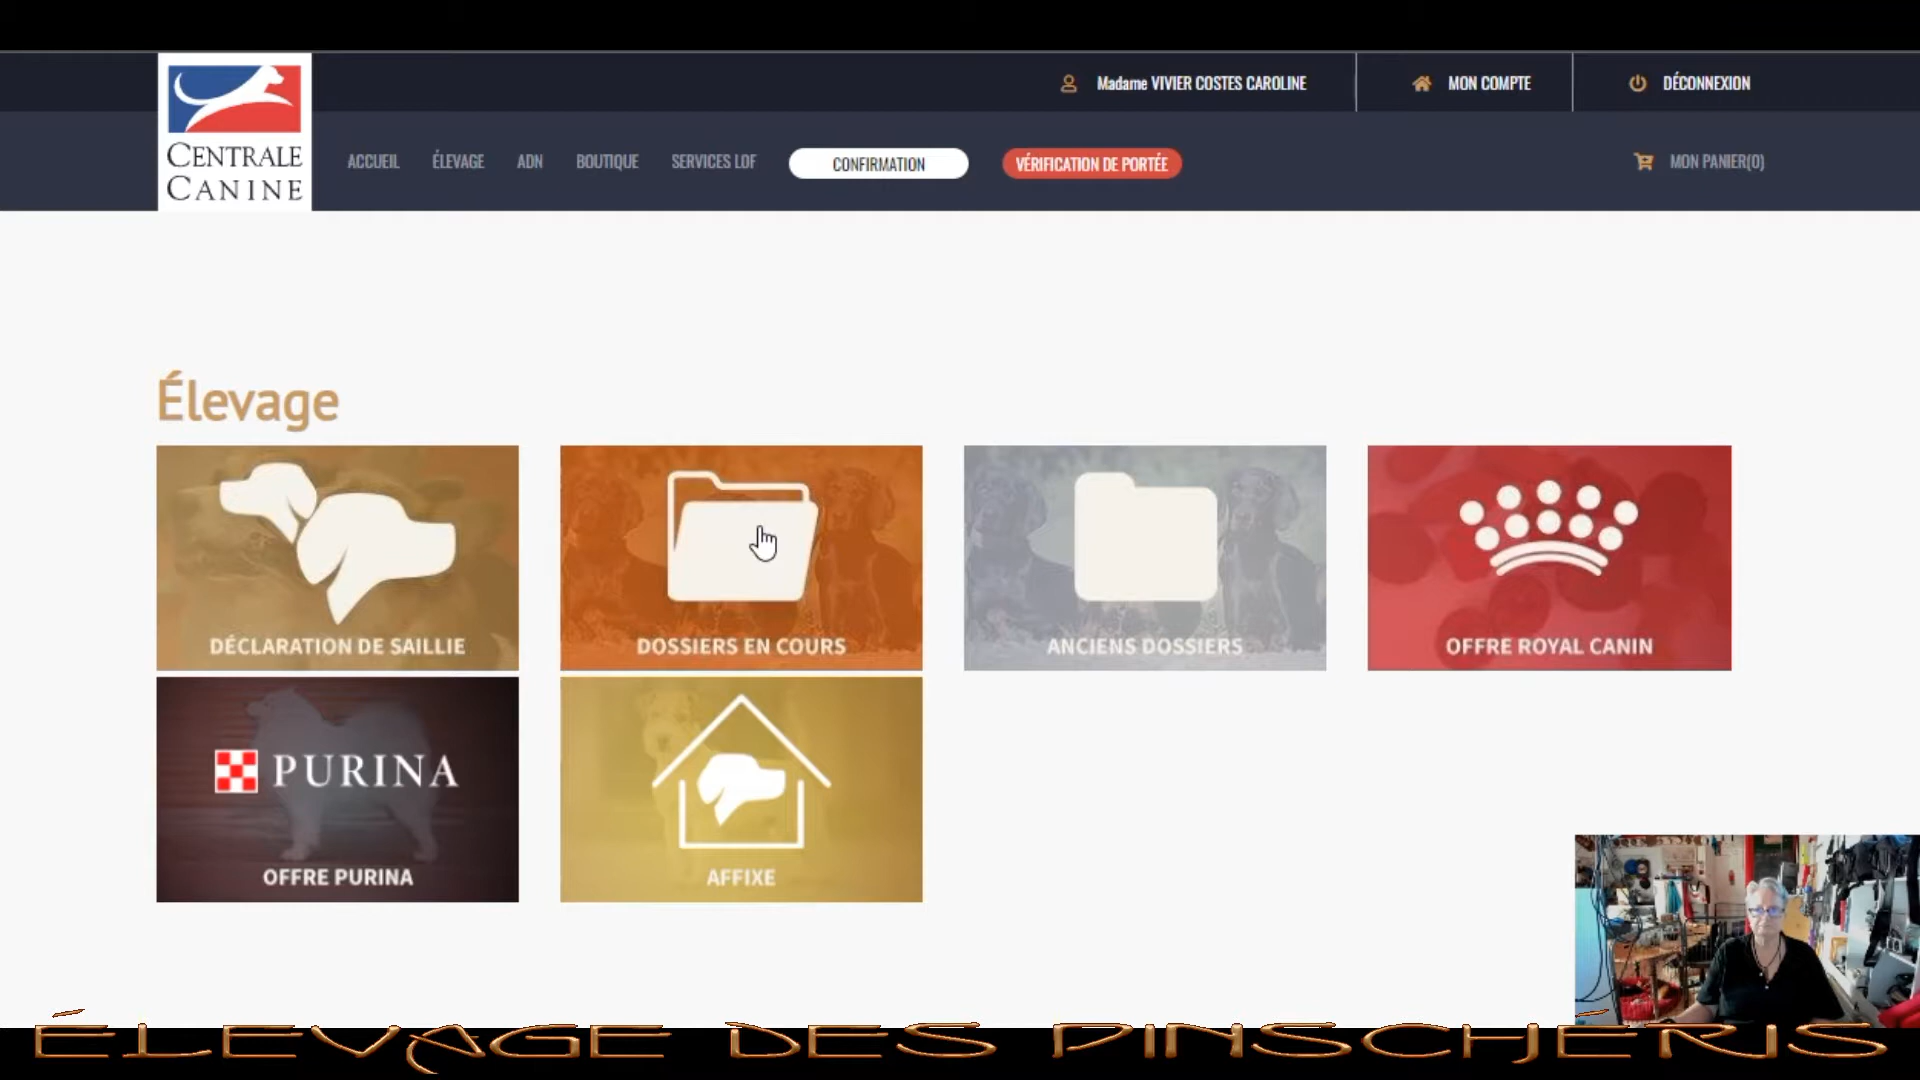 Madame VIVIER COSTES CAROLINE
MON COMPTE
DÉCONNEXION
CENTRALE
CANINE
ACCUEIL
ÉLEVAGE
ADN
BOUTIQUE
SERVICES LOF
CONFIRMATION
VÉRIFICATION DE PORTÉE
MON PANIER(0)
Élevage
DÉCLARATION DE SAILLIE
DOSSIERS EN COURS
ANCIENS DOSSIERS
OFFRE ROYAL CANIN
PURINA
OFFRE PURINA
AFFIXE
ÉLEVAGE DES PINSCHÉRIS